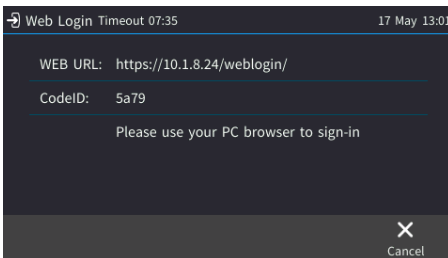 Web Login Timeout 07:35 17 May 13:01
WEB URL: https://10.1.8.24/weblogin/
CodeID: 5a79
Please use your PC browser to sign-in
Cancel